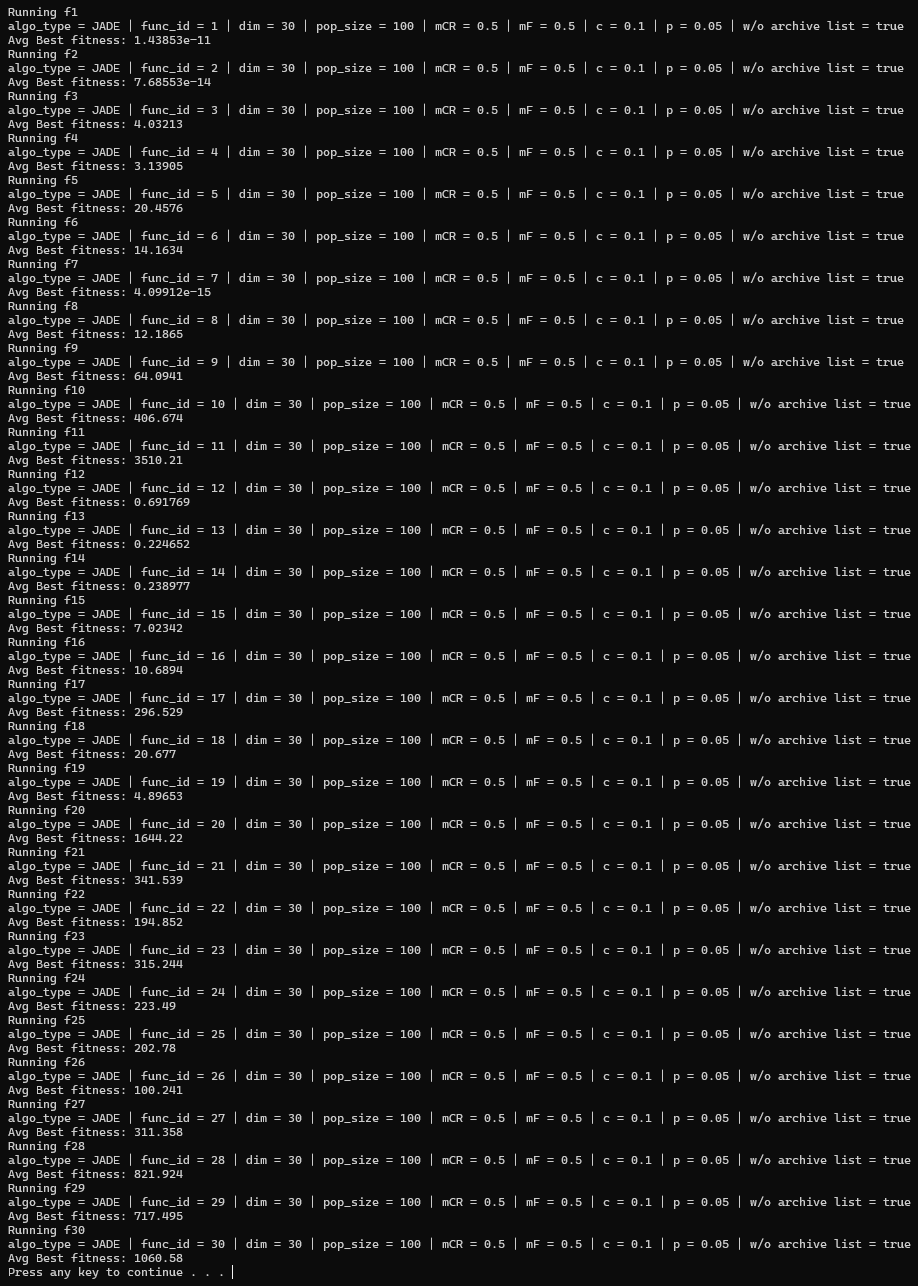 Running f1
algo_type = JADE | func_id = 1 | dim = 30 | pop_size = 100 | mCR = 0.5 | mF = 0.5 | c = 0.1 | p = 0.05 | w/o archive list = true
Avg Best fitness: 1.43853e-11
Running f2
algo_type = JADE | func_id = 2 | dim = 30 | pop_size = 100 | mCR = 0.5 | mF = 0.5 | c = 0.1 | p = 0.05 | w/o archive list = true
Avg Best fitness: 7.68553e-14
Running f3
algo_type = JADE | func_id = 3 | dim = 30 | pop_size = 100 | mCR = 0.5 | mF = 0.5 | c = 0.1 | p = 0.05 | w/o archive list = true
Avg Best fitness: 4.03213
Running f4
algo_type = JADE | func_id = 4 | dim = 30 | pop_size = 100 | mCR = 0.5 | mF = 0.5 | c = 0.1 | p = 0.05 | w/o archive list = true
Avg Best fitness: 3.13905
Running f5
algo_type = JADE | func_id = 5 | dim = 30 | pop_size = 100 | mCR = 0.5 | mF = 0.5 | c = 0.1 | p = 0.05 | w/o archive list = true
Avg Best fitness: 20.4576
Running f6
algo_type = JADE | func_id = 6 | dim = 30 | pop_size = 100 | mCR = 0.5 | mF = 0.5 | c = 0.1 | p = 0.05 | w/o archive list = true
Avg Best fitness: 14.1634
Running f7
algo_type = JADE | func_id = 7 | dim = 30 | pop_size = 100 | mCR = 0.5 | mF = 0.5 | c = 0.1 | p = 0.05 | w/o archive list = true
Avg Best fitness: 4.09912e-15
Running f8
algo_type = JADE | func_id = 8 | dim = 30 | pop_size = 100 | mCR = 0.5 | mF = 0.5 | c = 0.1 | p = 0.05 | w/o archive list = true
Avg Best fitness: 12.1865
Running f9
algo_type = JADE | func_id = 9 | dim = 30 | pop_size = 100 | mCR = 0.5 | mF = 0.5 | c = 0.1 | p = 0.05 | w/o archive list = true
Avg Best fitness: 64.0941
Running f10
algo_type = JADE | func_id = 10 | dim = 30 | pop_size = 100 | mCR = 0.5 | mF = 0.5 | c = 0.1 | p = 0.05 | w/o archive list = true
Avg Best fitness: 406.674
Running f11
algo_type = JADE | func_id = 11 | dim = 30 | pop_size = 100 | mCR = 0.5 | mF = 0.5 | c = 0.1 | p = 0.05 | w/o archive list = true
Avg Best fitness: 3510.21
Running f12
algo_type = JADE | func_id = 12 | dim = 30 | pop_size = 100 | mCR = 0.5 | mF = 0.5 | c = 0.1 | p = 0.05 | w/o archive list = true
Avg Best fitness: 0.691769
Running f13
algo_type = JADE | func_id = 13 | dim = 30 | pop_size = 100 | mCR = 0.5 | mF = 0.5 | c = 0.1 | p = 0.05 | w/o archive list = true
Avg Best fitness: 0.224652
Running f14
algo_type = JADE | func_id = 14 | dim = 30 | pop_size = 100 | mCR = 0.5 | mF = 0.5 | c = 0.1 | p = 0.05 | w/o archive list = true
Avg Best fitness: 0.238977
Running f15
algo_type = JADE | func_id = 15 | dim = 30 | pop_size = 100 | mCR = 0.5 | mF = 0.5 | c = 0.1 | p = 0.05 | w/o archive list = true
Avg Best fitness: 7.02342
Running f16
algo_type = JADE | func_id = 16 | dim = 30 | pop_size = 100 | mCR = 0.5 | mF = 0.5 | c = 0.1 | p = 0.05 | w/o archive list = true
Avg Best fitness: 10.6894
Running f17
algo_type = JADE | func_id = 17 | dim = 30 | pop_size = 100 | mCR = 0.5 | mF = 0.5 | c = 0.1 | p = 0.05 | w/o archive list = true
Avg Best fitness: 296.529
Running f18
algo_type = JADE | func_id = 18 | dim = 30 | pop_size = 100 | mCR = 0.5 | mF = 0.5 | c = 0.1 | p = 0.05 | w/o archive list = true
Avg Best fitness: 20.677
Running f19
algo_type = JADE | func_id = 19 | dim = 30 | pop_size = 100 | mCR = 0.5 | mF = 0.5 | c = 0.1 | p = 0.05 | w/o archive list = true
Avg Best fitness: 4.89653
Running f20
algo_type = JADE | func_id = 20 | dim = 30 | pop_size = 100 | mCR = 0.5 | mF = 0.5 | c = 0.1 | p = 0.05 | w/o archive list = true
Avg Best fitness: 1644.22
Running f21
algo_type = JADE | func_id = 21 | dim = 30 | pop_size = 100 | mCR = 0.5 | mF = 0.5 | c = 0.1 | p = 0.05 | w/o archive list = true
Avg Best fitness: 341.539
Running f22
algo_type = JADE | func_id = 22 | dim = 30 | pop_size = 100 | mCR = 0.5 | mF = 0.5 | c = 0.1 | p = 0.05 | w/o archive list = true
Avg Best fitness: 194.852
Running f23
algo_type = JADE | func_id = 23 | dim = 30 | pop_size = 100 | mCR = 0.5 | mF = 0.5 | c = 0.1 | p = 0.05 | w/o archive list = true
Avg Best fitness: 315.244
Running f24
algo_type = JADE | func_id = 24 | dim = 30 | pop_size = 100 | mCR = 0.5 | mF = 0.5 | c = 0.1 | p = 0.05 | w/o archive list = true
Avg Best fitness: 223.49
Running f25
algo_type = JADE | func_id = 25 | dim = 30 | pop_size = 100 | mCR = 0.5 | mF = 0.5 | c = 0.1 | p = 0.05 | w/o archive list = true
Avg Best fitness: 202.78
Running f26
algo_type = JADE | func_id = 26 | dim = 30 | pop_size = 100 | mCR = 0.5 | mF = 0.5 | c = 0.1 | p = 0.05 | w/o archive list = true
Avg Best fitness: 100.241
Running f27
algo_type = JADE | func_id = 27 | dim = 30 | pop_size = 100 | mCR = 0.5 | mF = 0.5 | c = 0.1 | p = 0.05 | w/o archive list = true
Avg Best fitness: 311.358
Running f28
algo_type = JADE | func_id = 28 | dim = 30 | pop_size = 100 | mCR = 0.5 | mF = 0.5 | c = 0.1 | p = 0.05 | w/o archive list = true
Avg Best fitness: 821.924
Running f29
algo_type = JADE | func_id = 29 | dim = 30 | pop_size = 100 | mCR = 0.5 | mF = 0.5 | c = 0.1 | p = 0.05 | w/o archive list = true
Avg Best fitness: 717.495
Running f30
algo_type = JADE | func_id = 30 | dim = 30 | pop_size = 100 | mCR = 0.5 | mF = 0.5 | c = 0.1 | p = 0.05 | w/o archive list = true
Avg Best fitness: 1060.58
Press any key to continue . . .